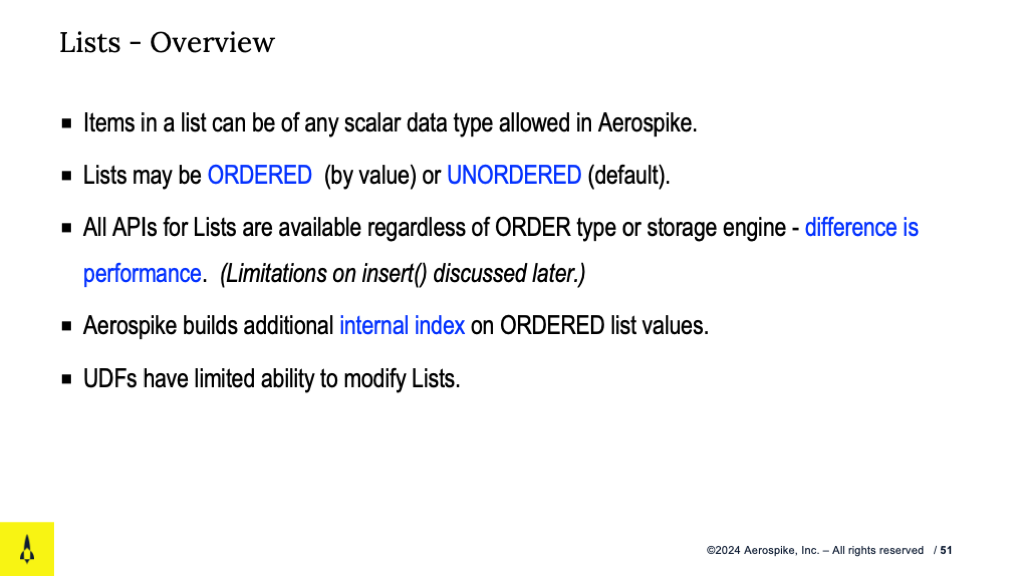 Lists - Overview
▪ Items in a list can be of any scalar data type allowed in Aerospike.
▪ Lists may be ORDERED (by value) or UNORDERED (default).
▪ All APIs for Lists are available regardless of ORDER type or storage engine - difference is
performance. (Limitations on insert() discussed later.)
▪ Aerospike builds additional internal index on ORDERED list values.
▪ UDFs have limited ability to modify Lists.
©2024 Aerospike, Inc. – All rights reserved / 51